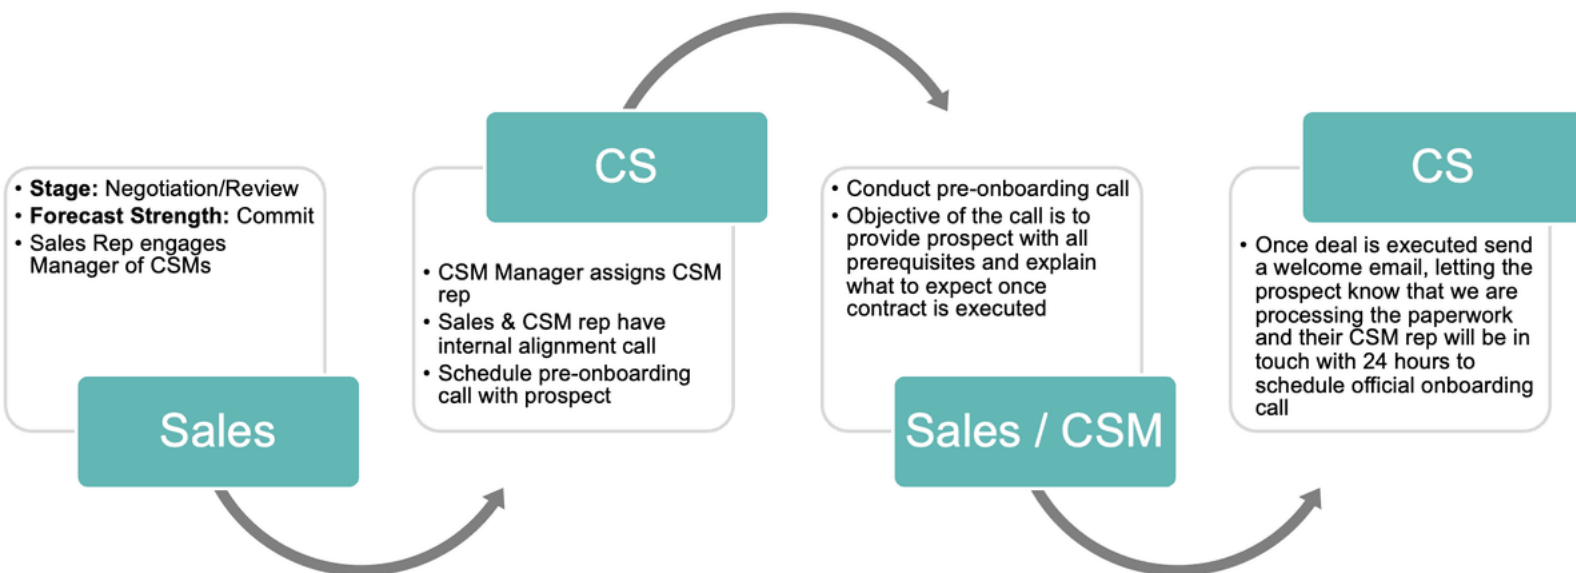 • Stage: Negotiation/Review
• Forecast Strength: Commit
• Sales Rep engages
Manager of CSMs
Sales
CS
• CSM Manager assigns CSM
rep
• Sales & CSM rep have
internal alignment call
• Schedule pre-onboarding
call with prospect
• Conduct pre-onboarding call
• Objective of the call is to
provide prospect with all
prerequisites and explain
what to expect once
contract is executed
Sales / CSM
CS
• Once deal is executed send
a welcome email, letting the
prospect know that we are
processing the paperwork
and their CSM rep will be in
touch with 24 hours to
schedule official onboarding
call